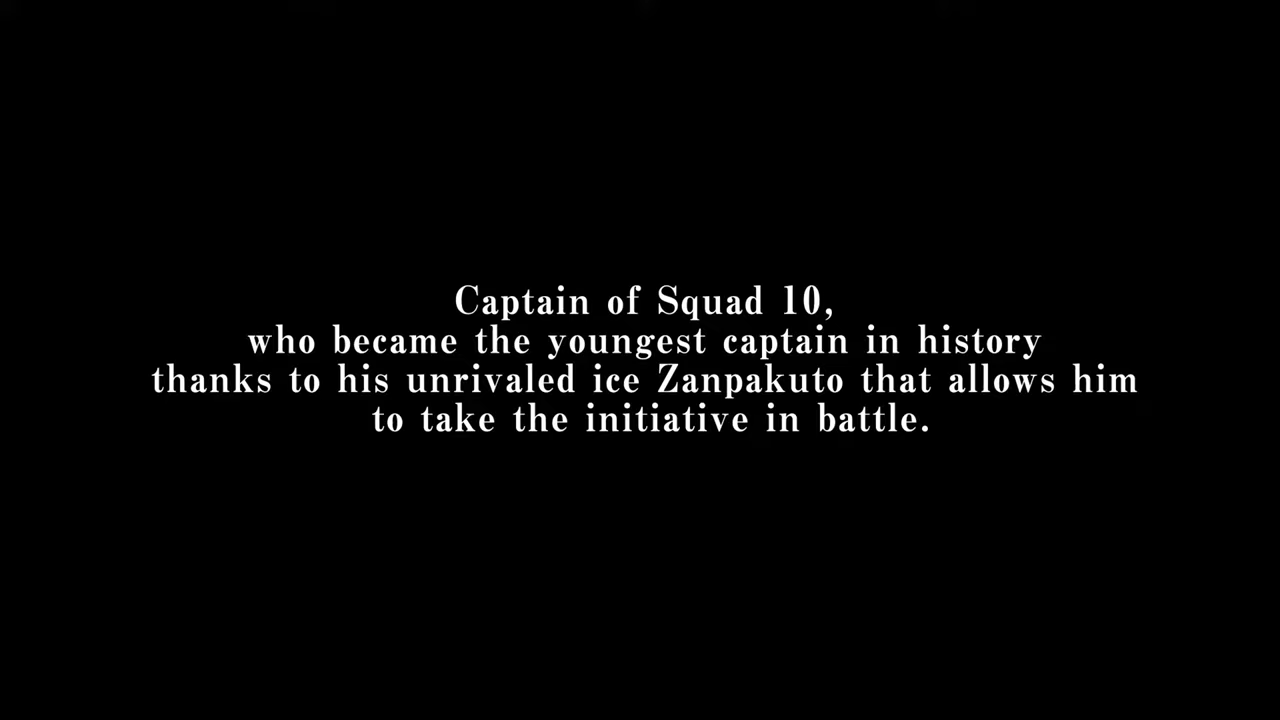 Captain of Squad 10,
who became the youngest captain in history
thanks to his unrivaled ice Zanpakuto that allows him
to take the initiative in battle.